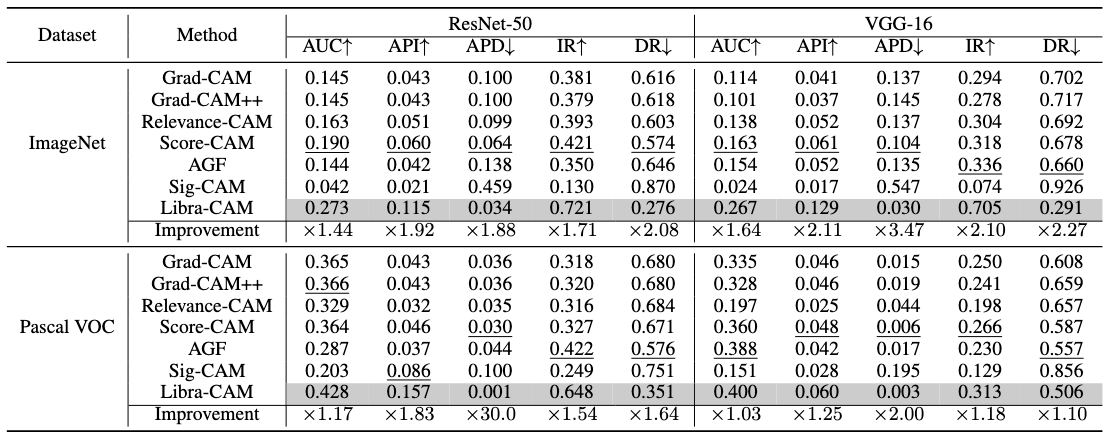 Dataset Method ResNet-50 VGG-16
AUC↑ API↑ APD↓ IR↑ DR↓ AUC↑ API↑ APD↓ IR↑ DR↓
Grad-CAM 0.145 0.043 0.100 0.381 0.616 0.114 0.041 0.137 0.294 0.702
Grad-CAM++ 0.145 0.043 0.100 0.379 0.618 0.101 0.037 0.145 0.278 0.717
Relevance-CAM 0.163 0.051 0.099 0.393 0.603 0.138 0.052 0.137 0.304 0.692
ImageNet Score-CAM 0.190 0.060 0.064 0.421 0.574 0.163 0.061 0.104 0.318 0.678
AGF 0.144 0.042 0.138 0.350 0.646 0.154 0.052 0.135 0.336 0.660
Sig-CAM 0.042 0.021 0.459 0.130 0.870 0.024 0.017 0.547 0.074 0.926
Libra-CAM 0.273 0.115 0.034 0.721 0.276 0.267 0.129 0.030 0.705 0.291
Improvement ×1.44 ×1.92 ×1.88 ×1.71 ×2.08 ×1.64 ×2.11 ×3.47 ×2.10 ×2.27
Grad-CAM 0.365 0.043 0.036 0.318 0.680 0.335 0.046 0.015 0.250 0.608
Grad-CAM++ 0.366 0.043 0.036 0.320 0.680 0.328 0.046 0.019 0.241 0.659
Relevance-CAM 0.329 0.032 0.035 0.316 0.684 0.197 0.025 0.044 0.198 0.657
Pascal VOC Score-CAM 0.364 0.046 0.030 0.327 0.671 0.360 0.048 0.006 0.266 0.587
AGF 0.287 0.037 0.044 0.422 0.576 0.388 0.042 0.017 0.230 0.557
Sig-CAM 0.203 0.086 0.100 0.249 0.751 0.151 0.028 0.195 0.129 0.856
Libra-CAM 0.428 0.157 0.001 0.648 0.351 0.400 0.060 0.003 0.313 0.506
Improvement ×1.17 ×1.83 ×30.0 ×1.54 ×1.64 ×1.03 ×1.25 ×2.00 ×1.18 ×1.10